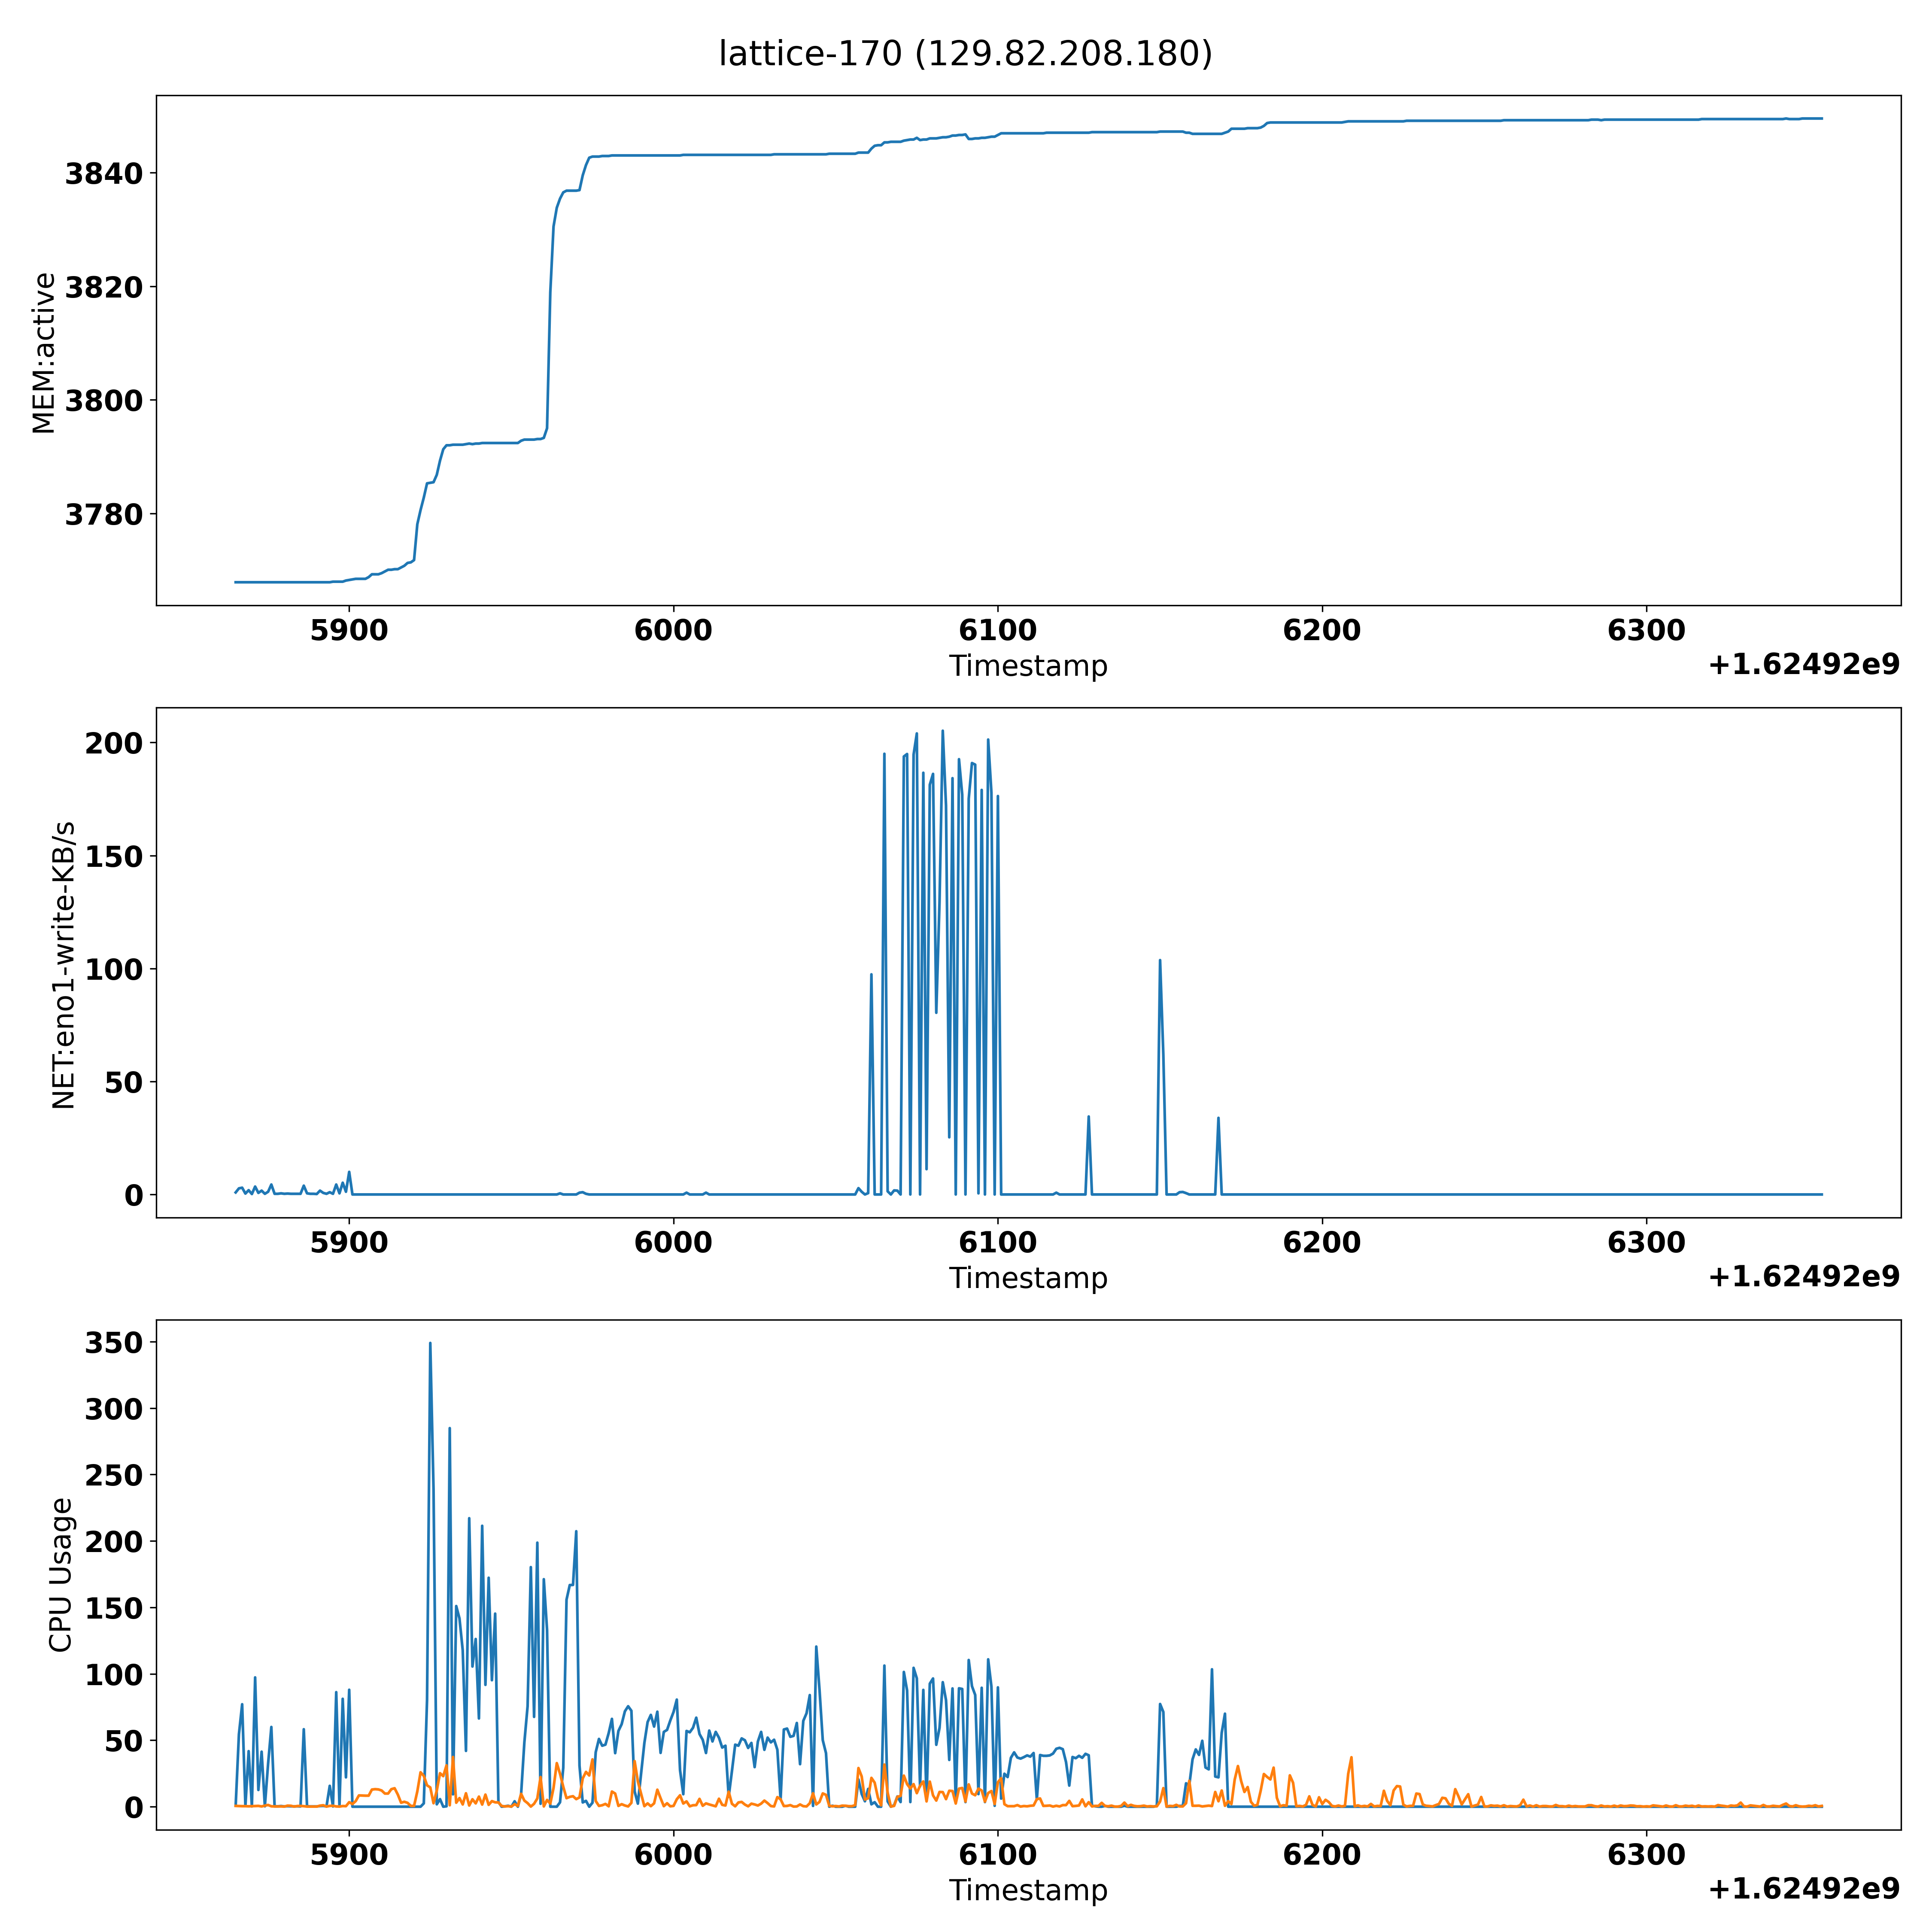 lattice-170 (129.82.208.180)
MEM:active
3840
3820
3800
3780
5900 6000 6100 6200 6300
Timestamp
+1.62492e9
NET:eno1-write-KB/s
200
150
100
50
0
5900 6000 6100 6200 6300
Timestamp
+1.62492e9
CPU Usage
350
300
250
200
150
100
50
0
5900 6000 6100 6200 6300
Timestamp
+1.62492e9